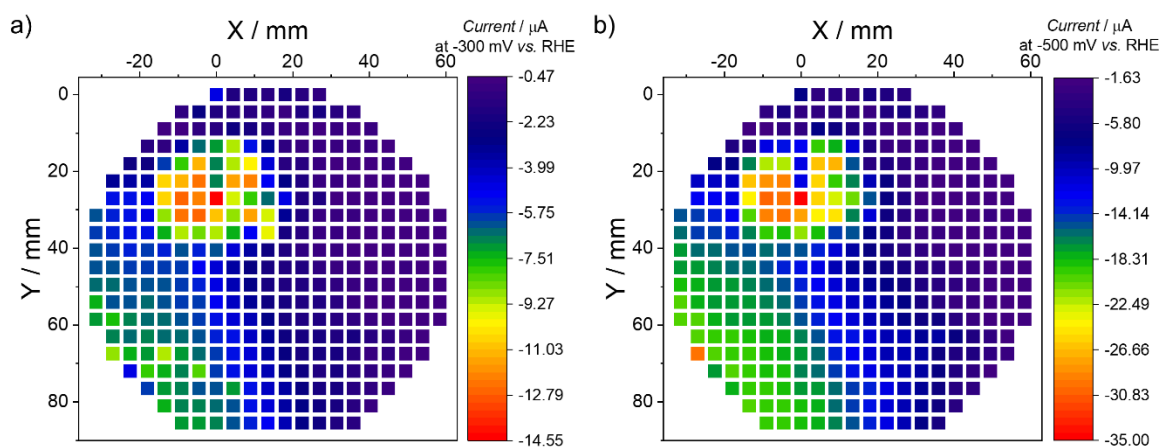 a)
X / mm
Current / μA
at -300 mV vs. RHE
-20 0 20 40 60
Y / mm
0
20
40
60
80
-0.47
-2.23
-3.99
-5.75
-7.51
-9.27
-11.03
-12.79
-14.55
b)
X / mm
Current / μA
at -500 mV vs. RHE
-20 0 20 40 60
Y / mm
0
20
40
60
80
-1.63
-5.80
-9.97
-14.14
-18.31
-22.49
-26.66
-30.83
-35.00